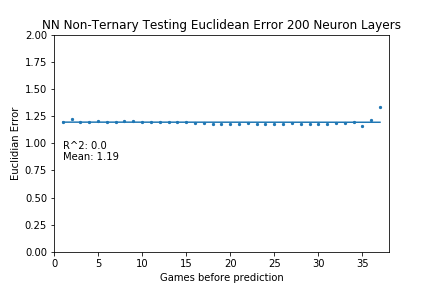 NN Non-Ternary Testing Euclidean Error 200 Neuron Layers
2.00
1.75
1.50
1.25
1.00
0.75
0.50
0.25
0.00
Euclidian Error
R^2: 0.0
Mean: 1.19
0 5 10 15 20 25 30 35
Games before prediction